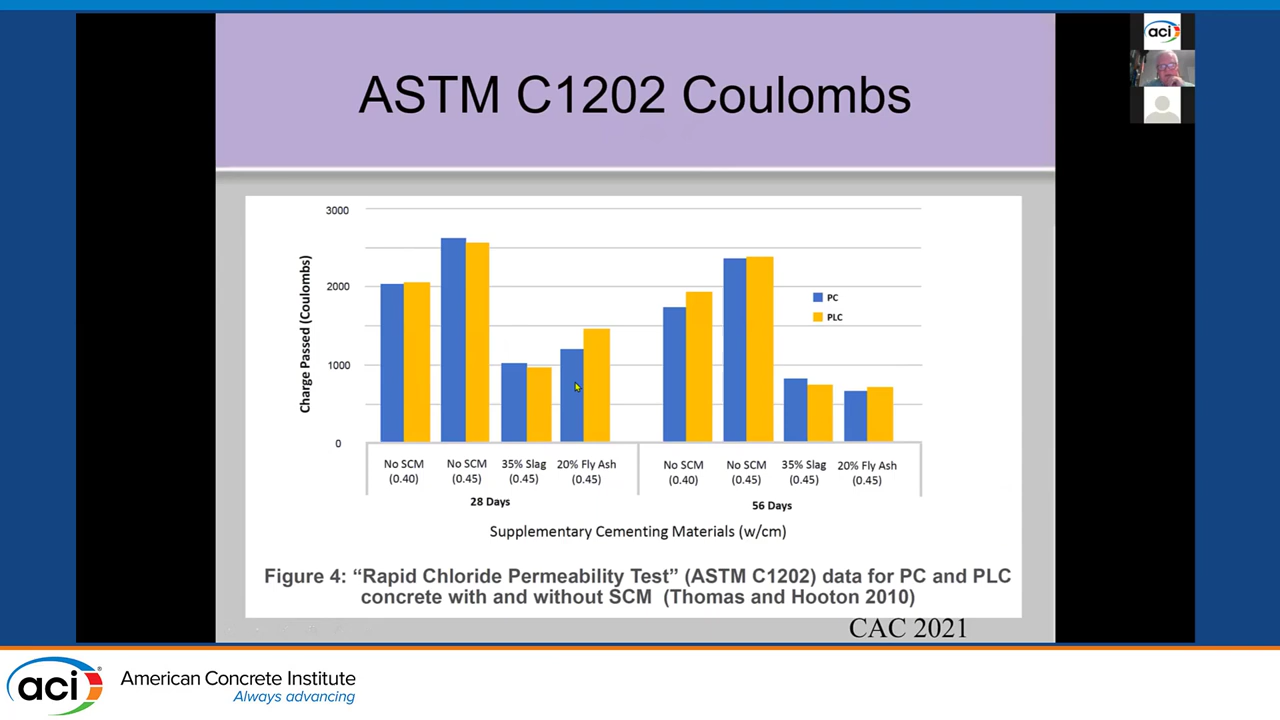 ASTM C1202 Coulombs
aci
3000
2000
1000
0
Charge Passed (Coulombs)
PC
PLC
No SCM No SCM 35% Slag 20% Fly Ash No SCM No SCM 35% Slag 20% Fly Ash
(0.40) (0.45) (0.45) (0.45) (0.40) (0.45) (0.45) (0.45)
28 Days 56 Days
Supplementary Cementing Materials (w/cm)
Figure 4: “Rapid Chloride Permeability Test” (ASTM C1202) data for PC and PLC
concrete with and without SCM (Thomas and Hooton 2010)
CAC 2021
aci®
American Concrete Institute
Always advancing